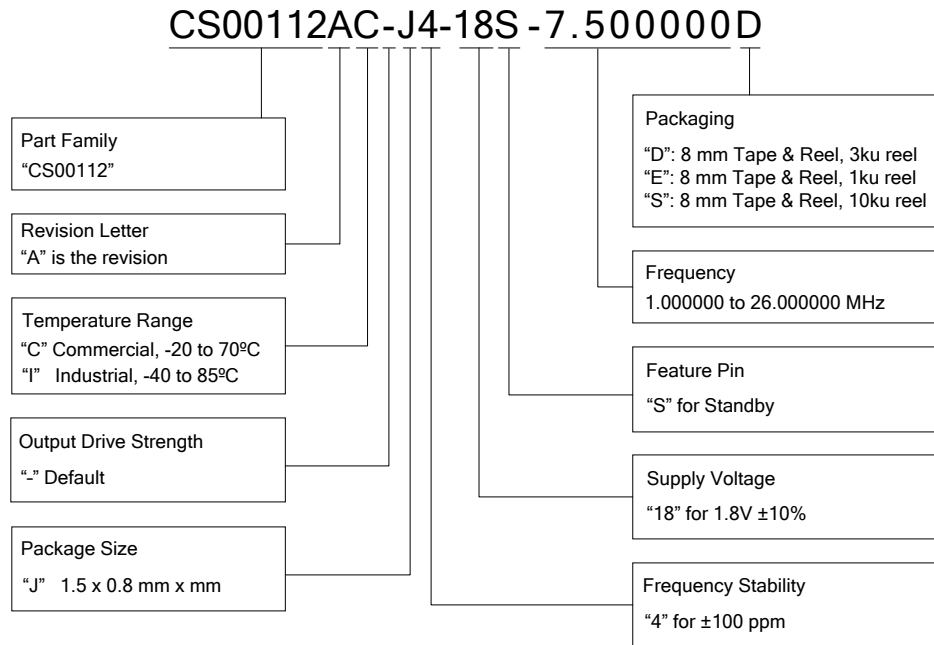 CS00112AC-J4-18S-7.500000D
Part Family
“CS00112”
Revision Letter
“A” is the revision
Temperature Range
“C” Commercial, -20 to 70ºC
“I” Industrial, -40 to 85ºC
Output Drive Strength
“-” Default
Package Size
“J” 1.5 x 0.8 mm x mm
Packaging
“D”: 8 mm Tape & Reel, 3ku reel
“E”: 8 mm Tape & Reel, 1ku reel
“S”: 8 mm Tape & Reel, 10ku reel
Frequency
1.000000 to 26.000000 MHz
Feature Pin
“S” for Standby
Supply Voltage
“18” for 1.8V ±10%
Frequency Stability
“4” for ±100 ppm